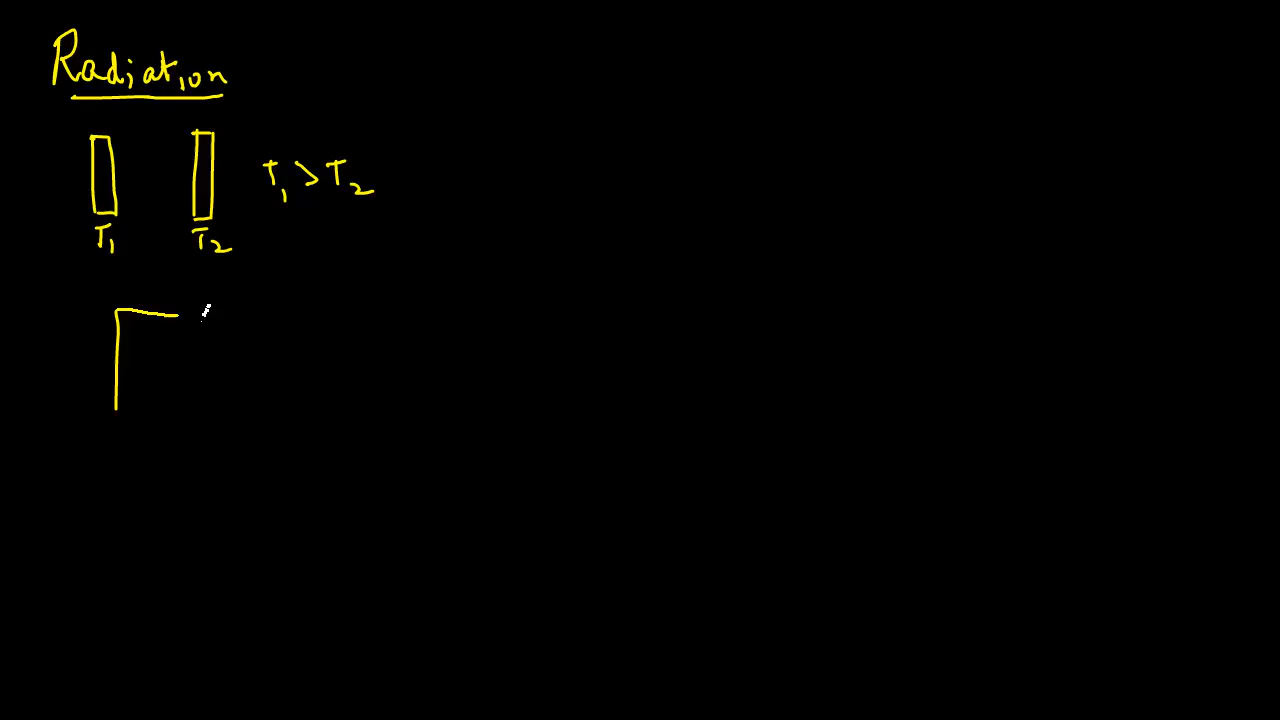 Radiation
T₁ > T₂
T₁ T₂